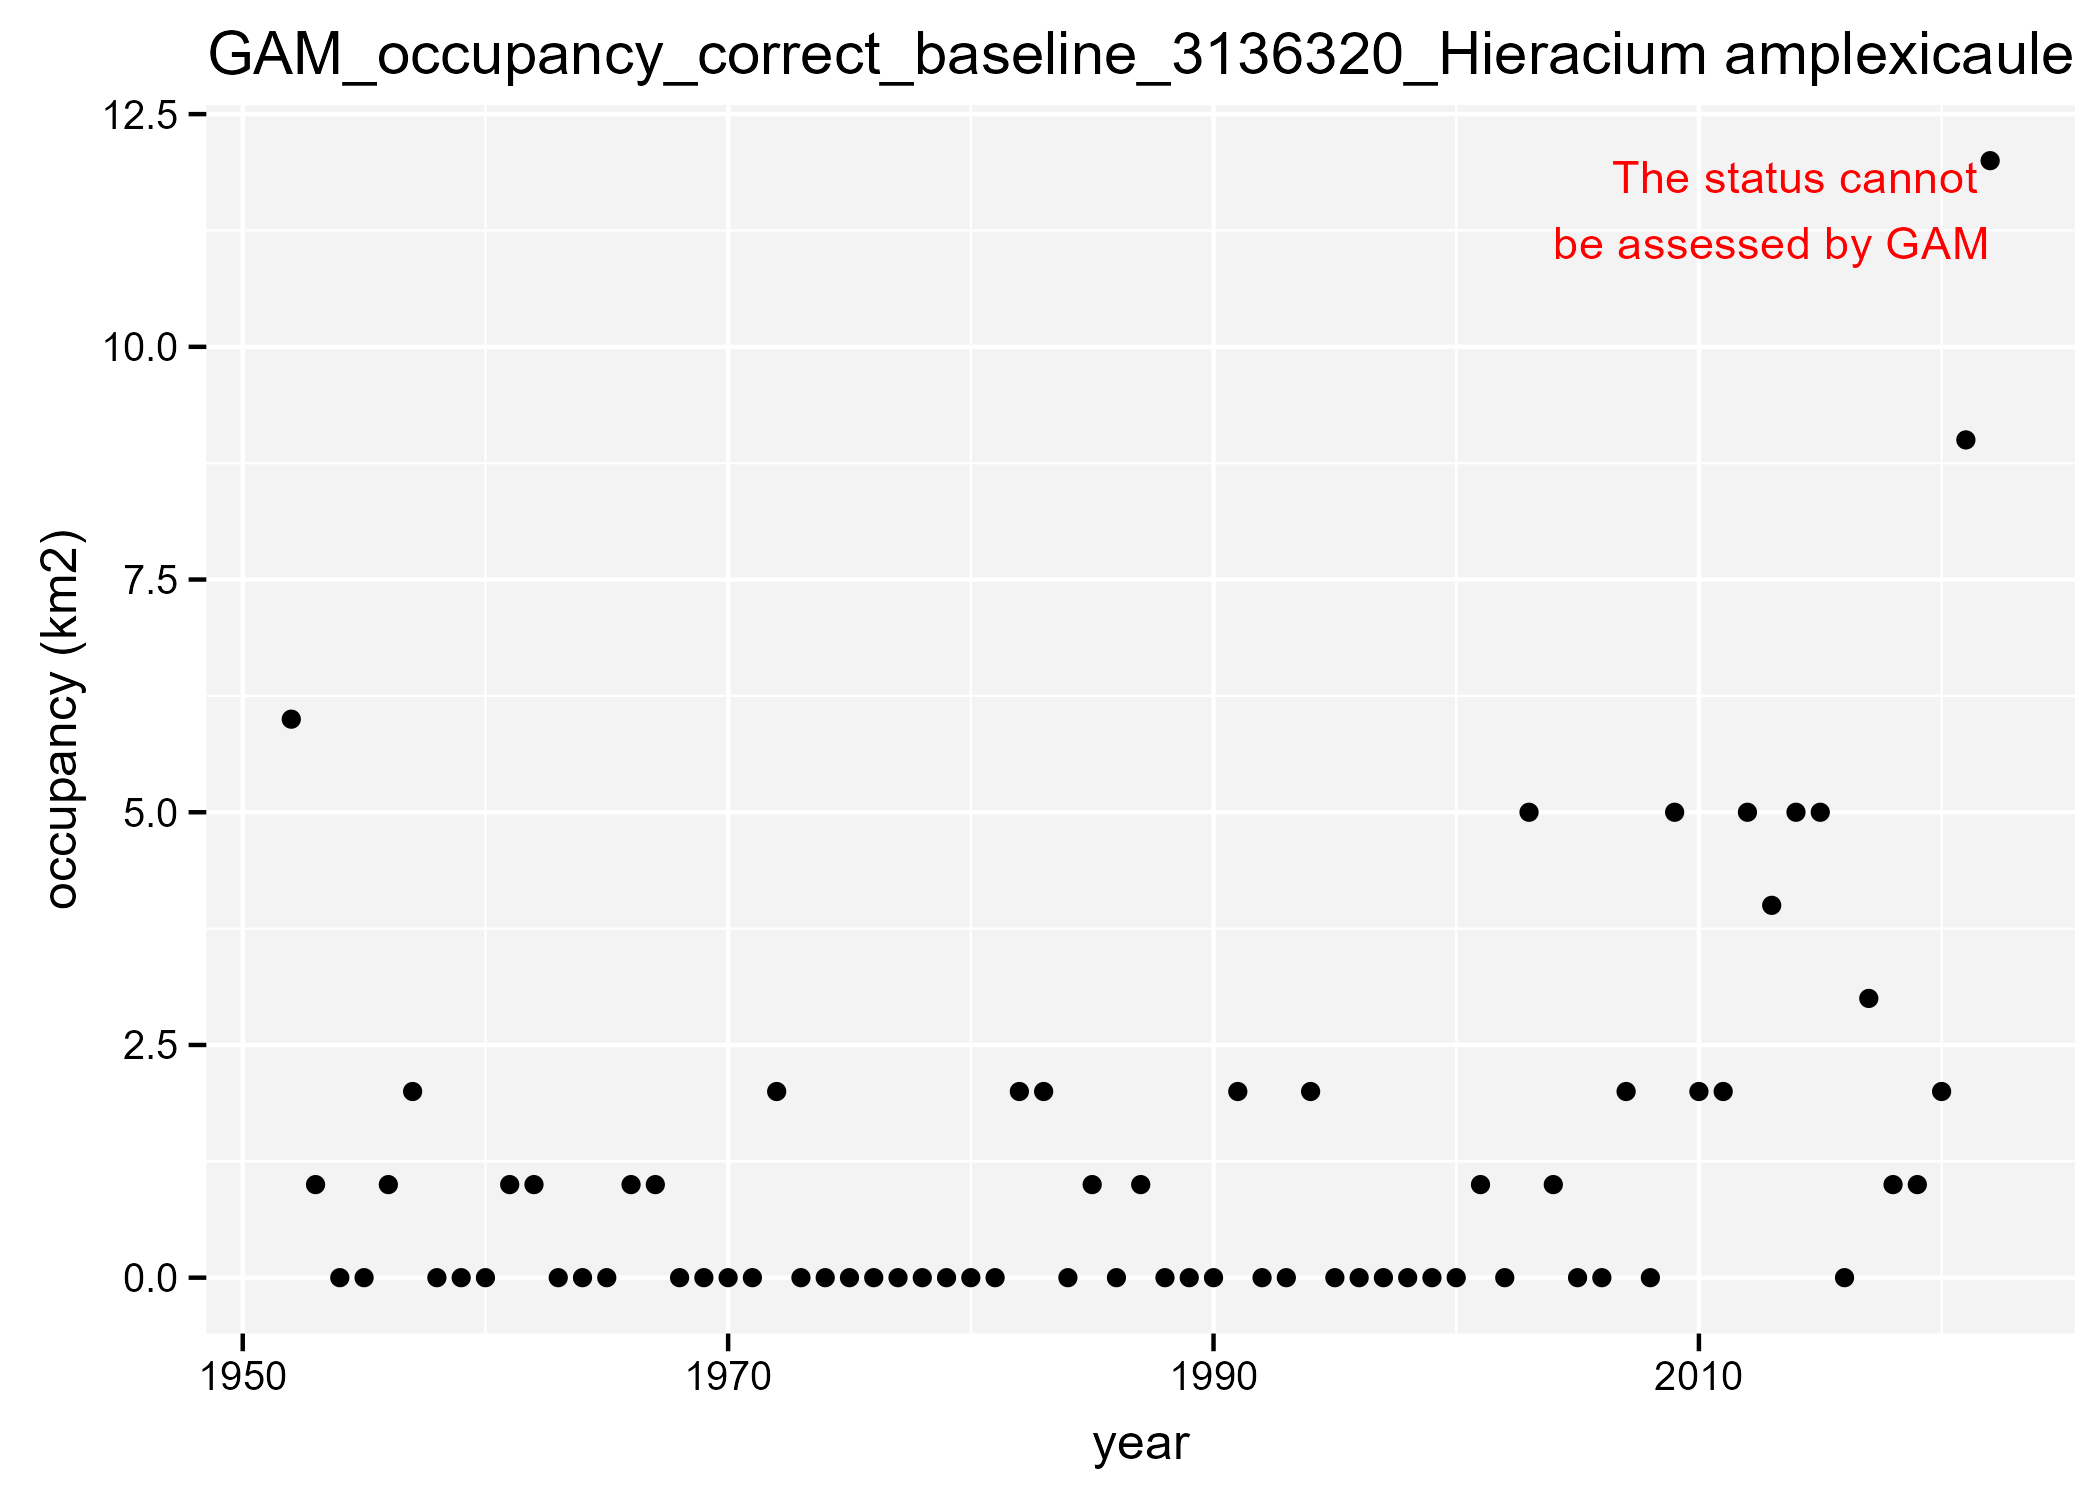 GAM_occupancy_correct_baseline_3136320_Hieracium amplexicaule
12.5
The status cannot
be assessed by GAM
10.0
7.5
occupancy (km2)
5.0
2.5
0.0
1950 1970 1990 2010
year